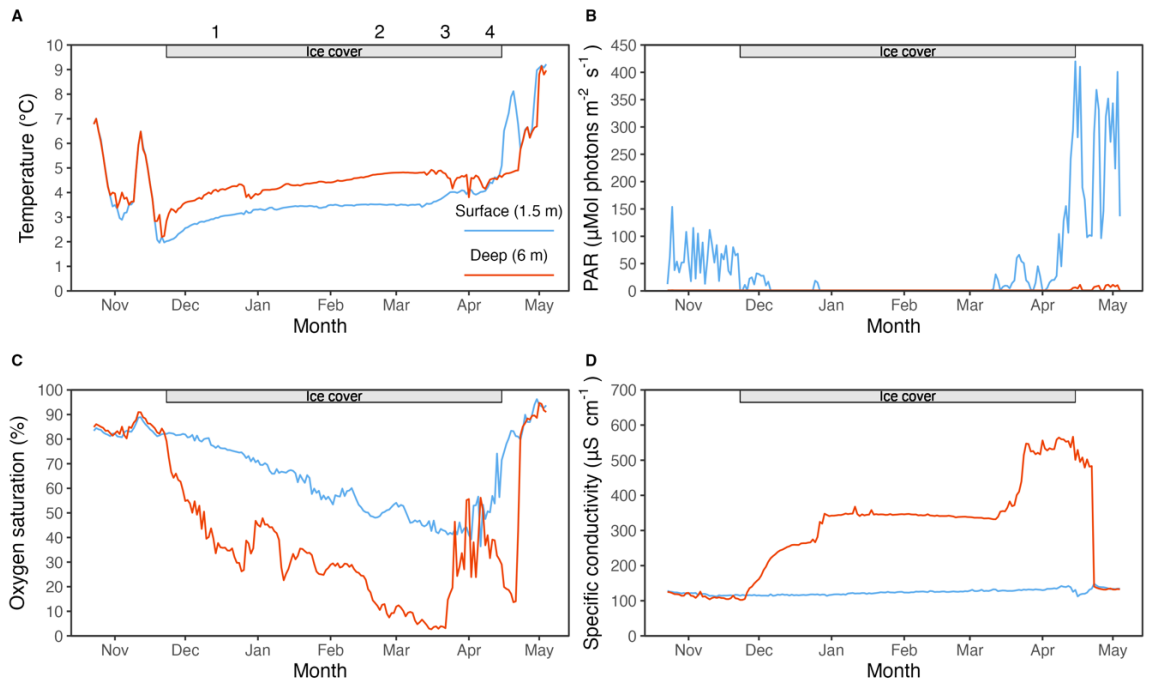 A
1 2 3 4
Ice cover
10
9
8
7
6
5
4
3
2
1
0
Temperature (°C)
Surface (1.5 m)
Deep (6 m)
Nov Dec Jan Feb Mar Apr May
Month
B
Ice cover
450
400
350
300
250
200
150
100
50
0
PAR (µMol photons m⁻² s⁻¹ )
Nov Dec Jan Feb Mar Apr May
Month
C
Ice cover
100
90
80
70
60
50
40
30
20
10
0
Oxygen saturation (%)
Nov Dec Jan Feb Mar Apr May
Month
D
Ice cover
700
600
500
400
300
200
100
0
Specific conductivity (µS cm⁻¹ )
Nov Dec Jan Feb Mar Apr May
Month